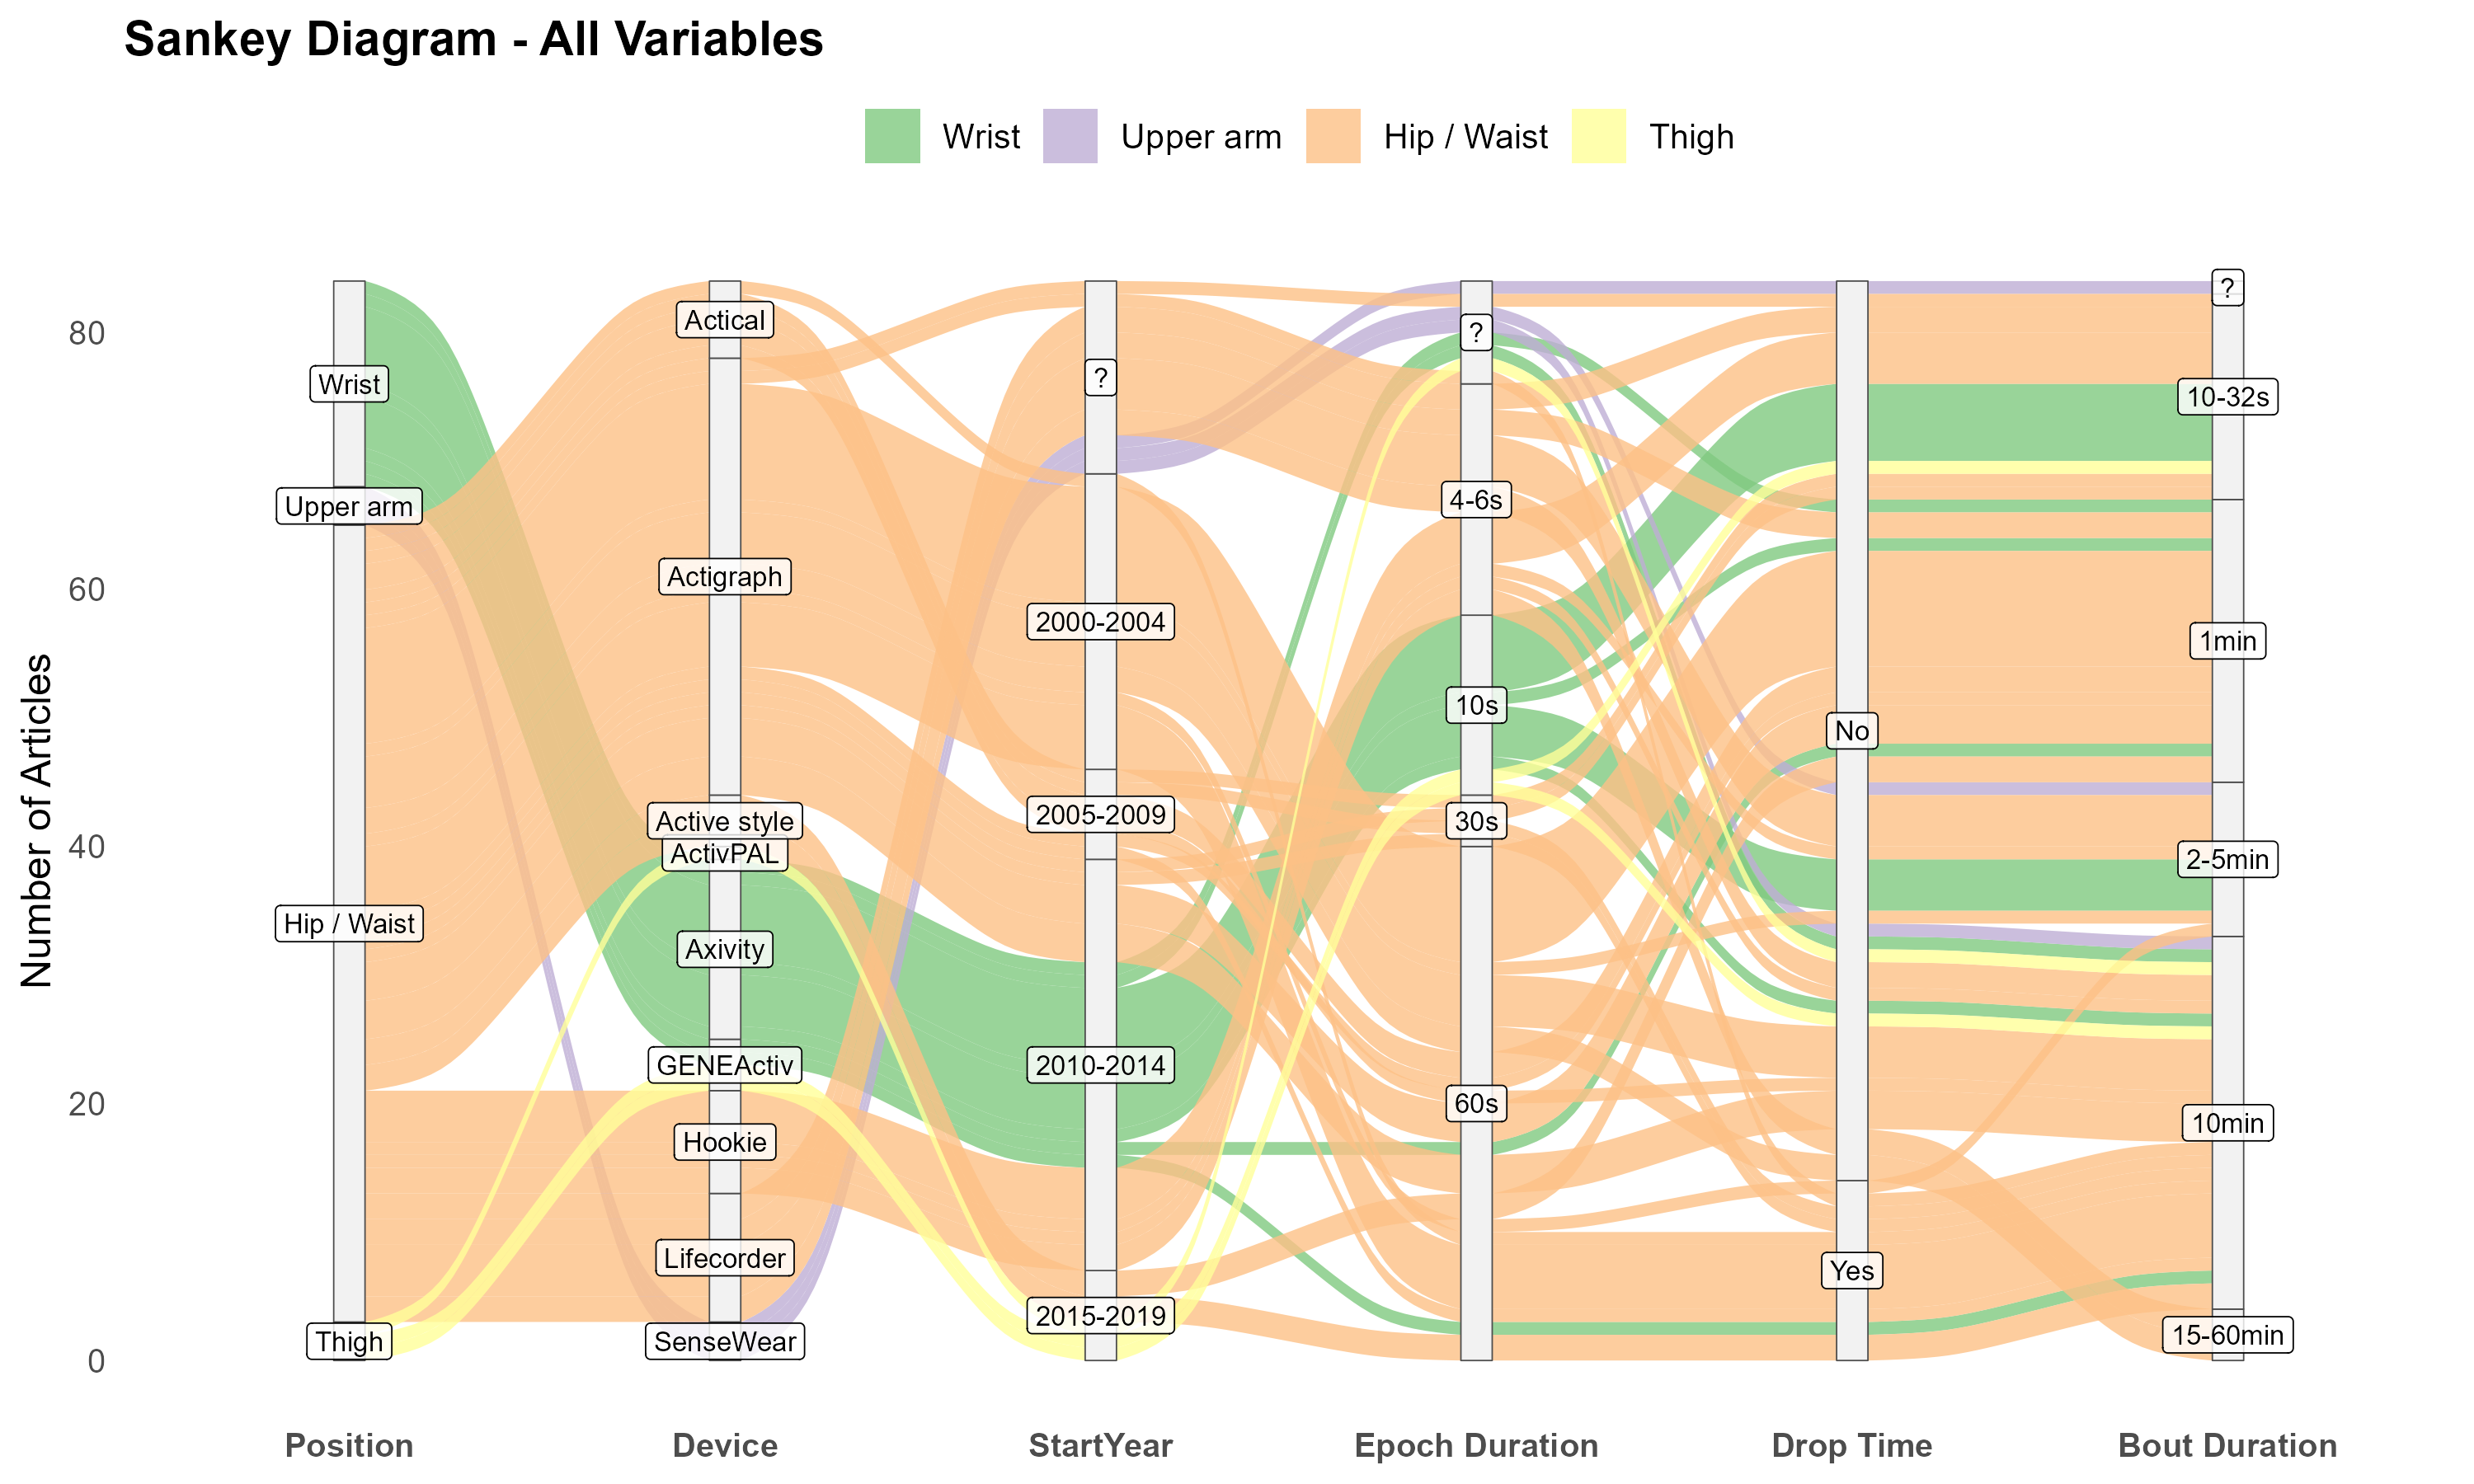 Sankey Diagram - All Variables
Wrist
Upper arm
Hip / Waist
Thigh
Number of Articles
80
60
40
20
0
Wrist
Upper arm
Hip / Waist
Thigh
Actical
Actigraph
Active style
ActivPAL
Axivity
GENEActiv
Hookie
Lifecorder
SenseWear
?
2000-2004
2005-2009
2010-2014
2015-2019
?
4-6s
10s
30s
60s
No
Yes
?
10-32s
1min
2-5min
10min
15-60min
Position
Device
StartYear
Epoch Duration
Drop Time
Bout Duration